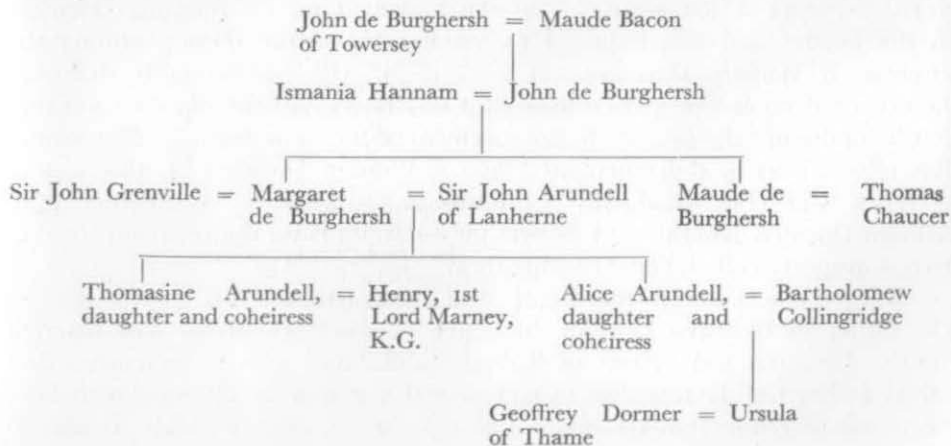 John de Burghersh = Maude Bacon
of Towersey
Ismania Hannam = John de Burghersh
Sir John Grenville = Margaret = Sir John Arundell Maude de = Thomas
de Burghersh of Lanherne Burghersh Chaucer
Thomasine Arundell, Henry, 1st Alice Arundell, = Bartholomew
daughter and coheiress Lord Marney, daughter and Collingridge
K.G. coheiress
Geoffrey Dormer = Ursula
of Thame